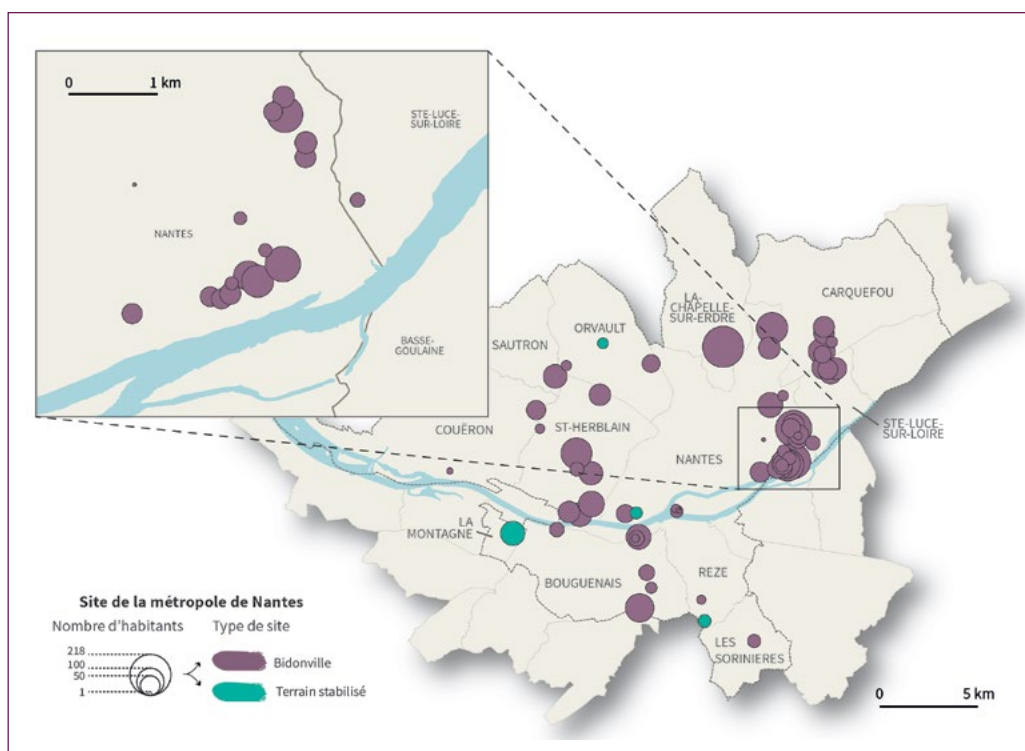 0 1 km
STE-LUCE-
SUR-LOIRE
NANTES
BASSE-
GOULAINE
CARQUEFOU
LA-
CHAPELLE-
SUR-ERDRE
ORVAULT
SAUTRON
STE-LUCE-
SUR-LOIRE
ST-HERBLAIN
COUËRON
NANTES
LA
MONTAGNE
BOUGUENAIS
REZE
LES
SORINIERES
Site de la métropole de Nantes
Nombre d'habitants
Type de site
218
100
50
1
Bidonville
Terrain stabilisé
0 5 km